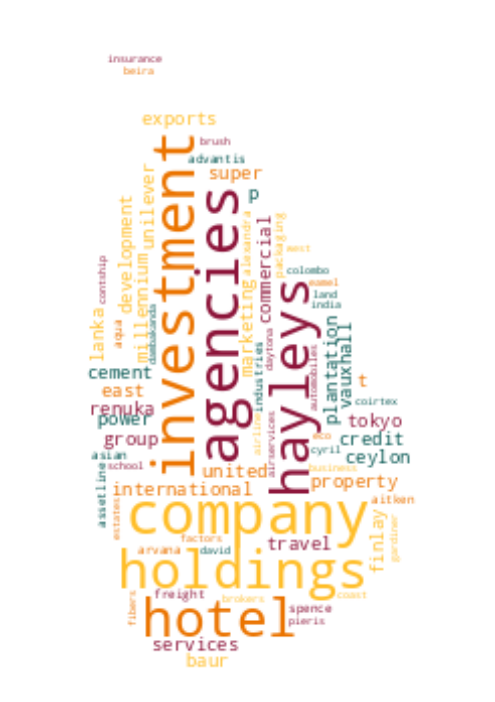 insurance
beira
exports
brush
advantis
super
p
investment
agencies
hayleys
unilever
development
millennium
contship
lanka
aqua
dambakanda
alexandra
marketing
commercial
packaging
aest
colombo
eamel
land
india
daytona
automobiles
plantation
vauxhall
industries
airline
airservices
cement
east
renuka
power
group
asian
school
assetline
estates
t
coirtex
tokyo
eco
credit
cyril
ceylon
business
united
property
international
aitken
company
finlay
gardiner
factors
travel
arvana
david
holdings
freight
brokers
coast
fibers
hotel
spence
pieris
services
baur